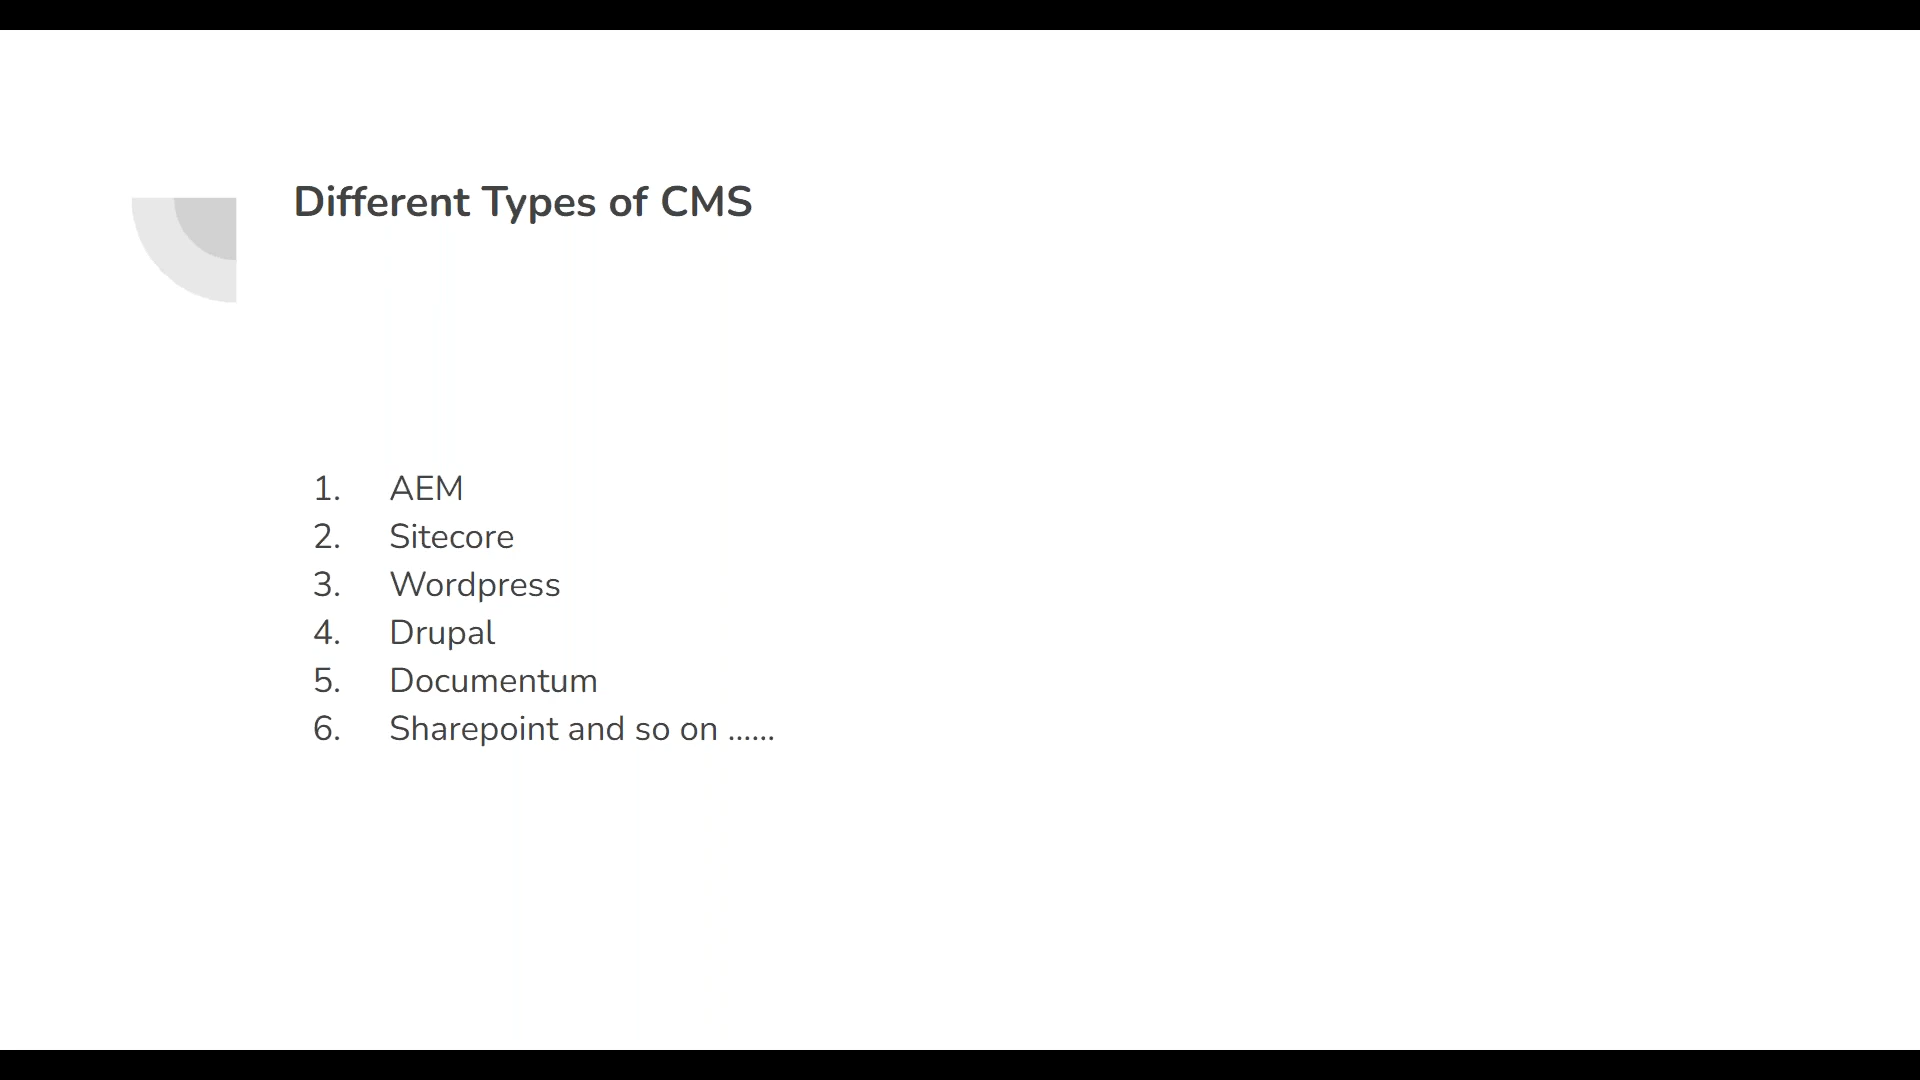 Different Types of CMS
1. AEM
2. Sitecore
3. Wordpress
4. Drupal
5. Documentum
6. Sharepoint and so on ......